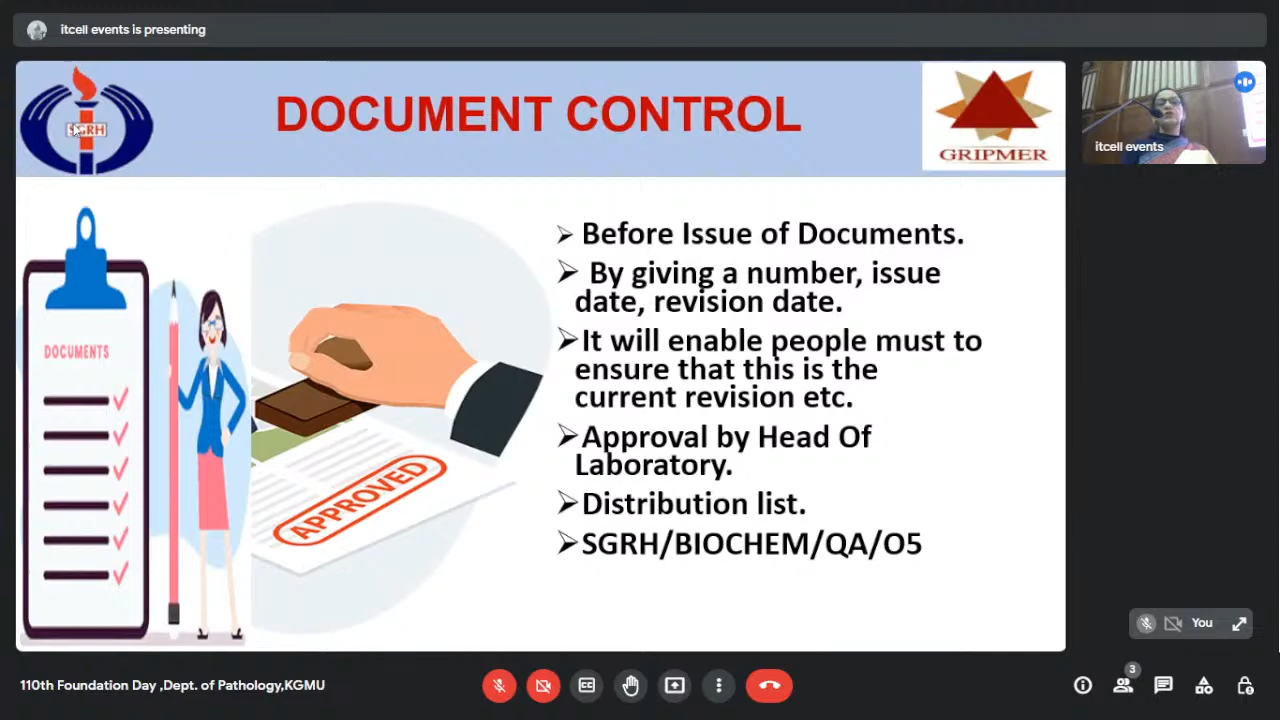 itcell events is presenting
SGRH
DOCUMENT CONTROL
GRIPMER
itcell events
DOCUMENTS
APPROVED
Before Issue of Documents.
By giving a number, issue
date, revision date.
It will enable people must to
ensure that this is the
current revision etc.
Approval by Head Of
Laboratory.
Distribution list.
SGRH/BIOCHEM/QA/O5
You
110th Foundation Day ,Dept. of Pathology,KGMU
3